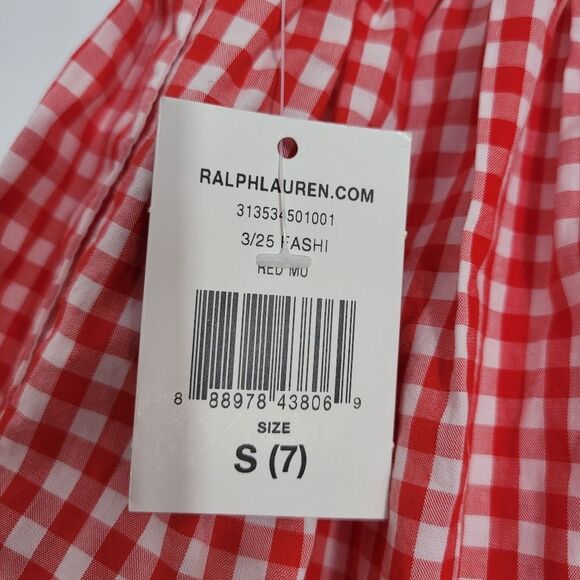 RALPHLAUREN.COM
313534501001
3/25 FASHI
RED MU
8 88978 43806 9
SIZE
S (7)